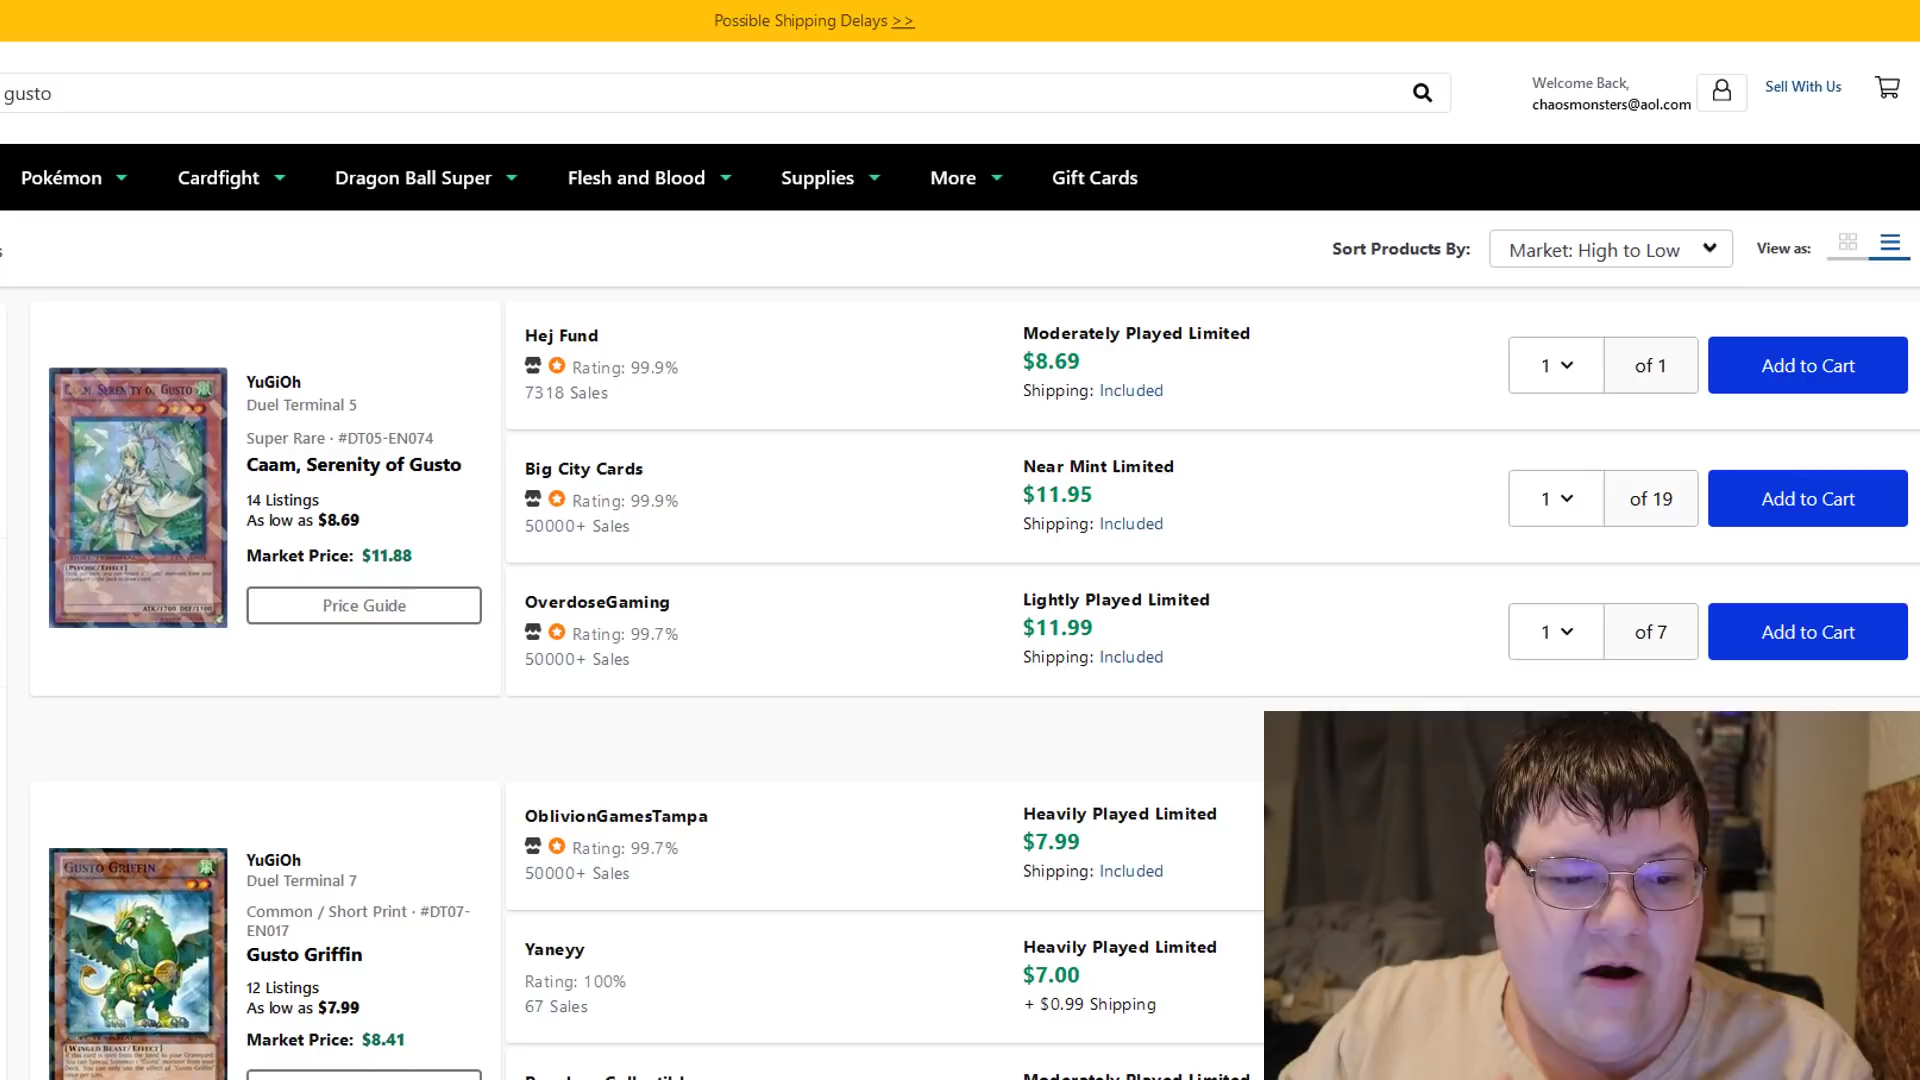 Possible Shipping Delays >>
gusto
Welcome Back,
chaosmonsters@aol.com
Sell With Us
Pokémon
Cardfight
Dragon Ball Super
Flesh and Blood
Supplies
More
Gift Cards
Sort Products By:
Market: High to Low
View as:
YuGiOh
Duel Terminal 5
Super Rare · #DT05-EN074
Caam, Serenity of Gusto
14 Listings
As low as $8.69
Market Price: $11.88
Price Guide
Hej Fund
Rating: 99.9%
7318 Sales
Moderately Played Limited
$8.69
Shipping: Included
1
of 1
Add to Cart
Big City Cards
Rating: 99.9%
50000+ Sales
Near Mint Limited
$11.95
Shipping: Included
1
of 19
Add to Cart
OverdoseGaming
Rating: 99.7%
50000+ Sales
Lightly Played Limited
$11.99
Shipping: Included
1
of 7
Add to Cart
GUSTO GRIFFIN
YuGiOh
Duel Terminal 7
Common / Short Print · #DT07-
EN017
Gusto Griffin
12 Listings
As low as $7.99
Market Price: $8.41
OblivionGamesTampa
Rating: 99.7%
50000+ Sales
Heavily Played Limited
$7.99
Shipping: Included
Yaneyy
Rating: 100%
67 Sales
Heavily Played Limited
$7.00
+ $0.99 Shipping
Moderately Played Limited